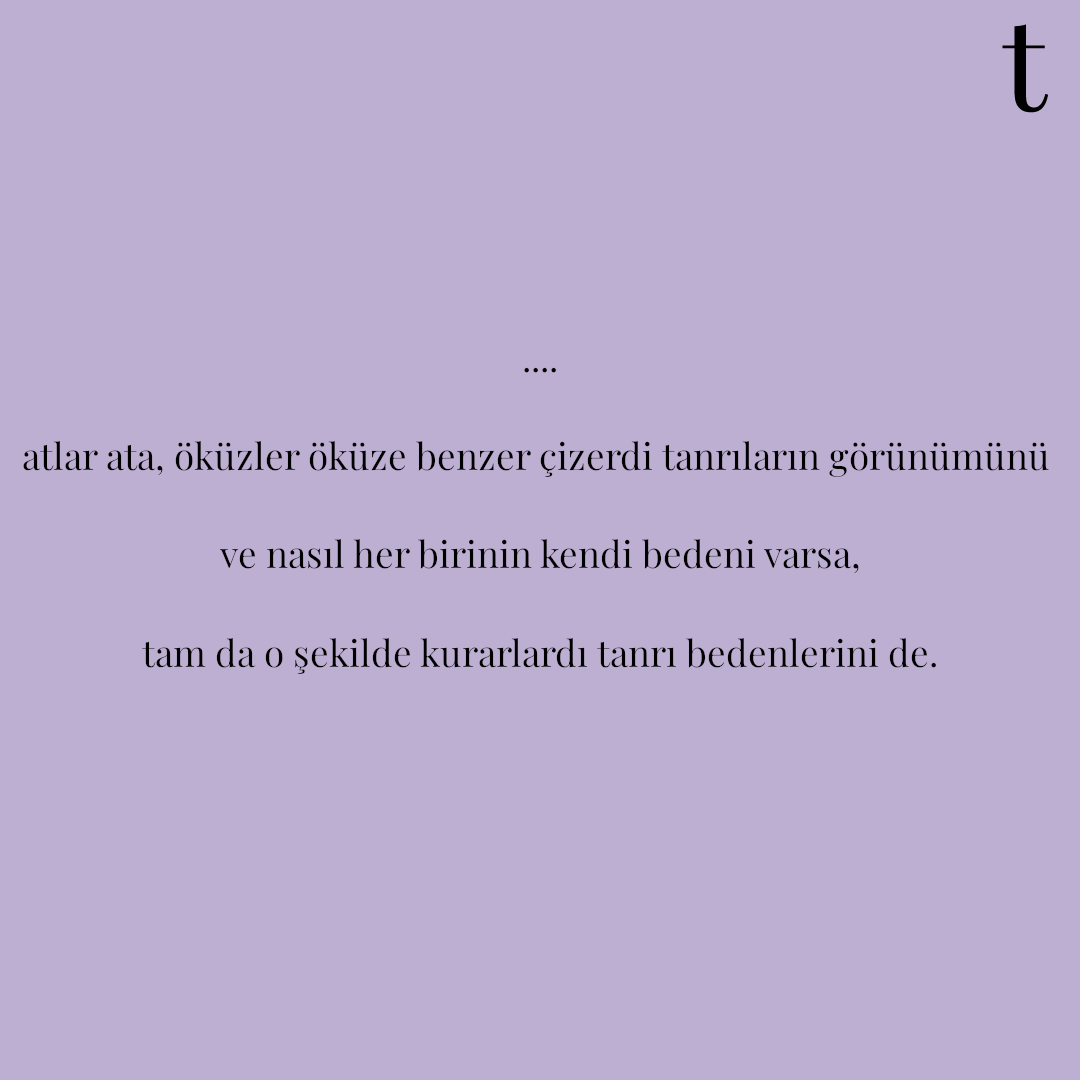 t
....
atlar ata, öküzler öküze benzer çizerdi tanrıların görünümünü
ve nasıl her birinin kendi bedeni varsa,
tam da o şekilde kurarlardı tanrı bedenlerini de.